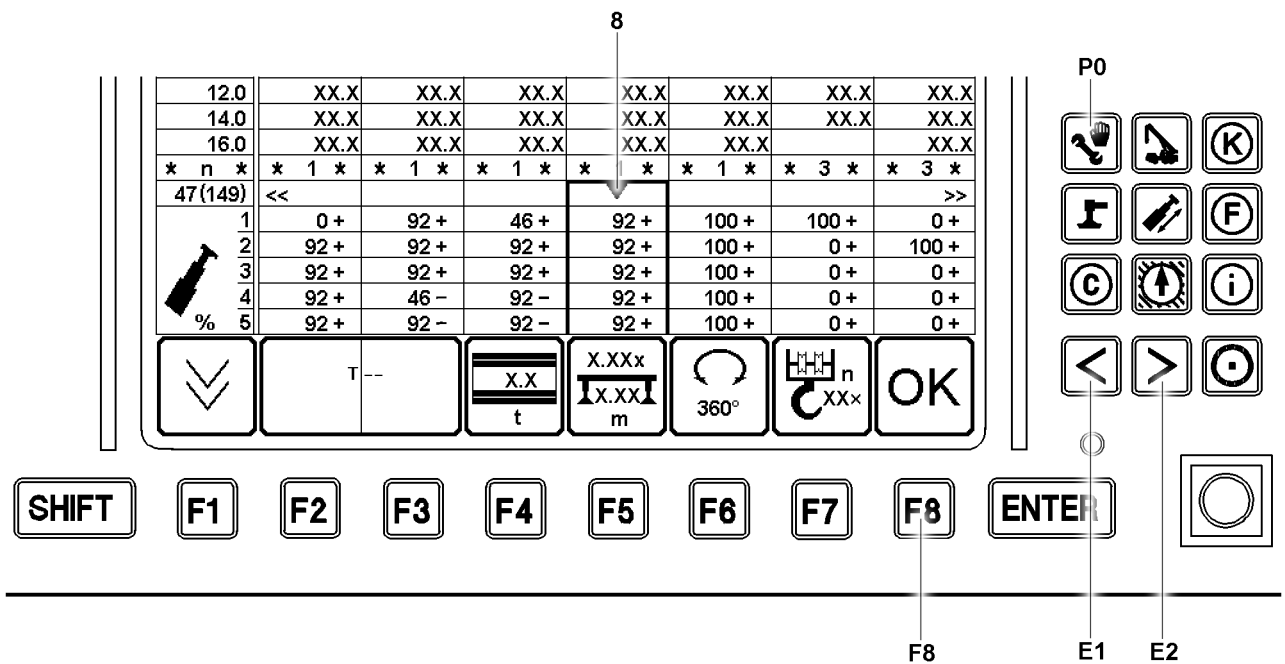 8
P0
12.0 XX.X XX.X XX.X XX.X XX.X XX.X XX.X
14.0 XX.X XX.X XX.X XX.X XX.X XX.X XX.X
16.0 XX.X XX.X XX.X XX.X XX.X XX.X
* n * * 1 * * 1 * * 1 * * 1 * * 1 * * 3 * * 3 *
47(149) << >>
1 0 + 92 + 46 + 92 + 100 + 100 + 0 +
2 92 + 92 + 92 + 92 + 100 + 0 + 100 +
3 92 + 92 + 92 + 92 + 100 + 0 + 0 +
4 92 + 46 - 92 - 92 + 100 + 0 + 0 +
% 5 92 + 92 - 92 - 92 + 100 + 0 + 0 +
K
F
C
i
< >
T --
X.X
t
X.XXx
X.XX
m
360°
n
XX×
OK
SHIFT F1 F2 F3 F4 F5 F6 F7 F8 ENTER
F8 E1 E2